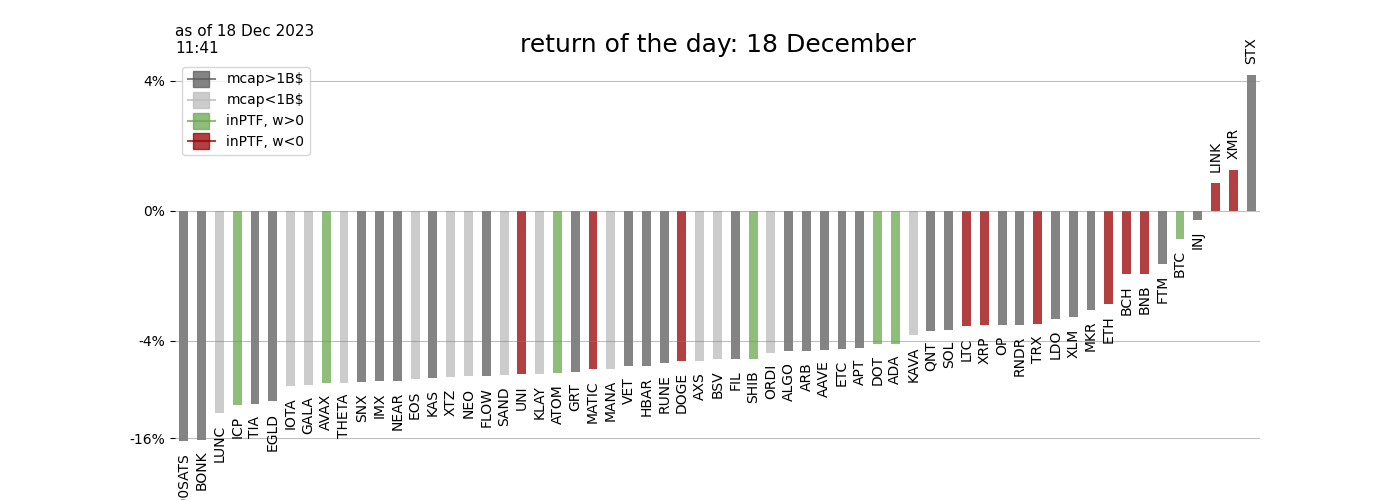 as of 18 Dec 2023
11:41
return of the day: 18 December
STX
4%
mcap>1B$
mcap<1B$
inPTF, w>0
inPTF, w<0
LINK
XMR
0%
-4%
-16%
BONK
LUNC
ICP
TIA
EGLD
IOTA
GALA
AVAX
THETA
SNX
IMX
NEAR
EOS
KAS
XTZ
NEO
FLOW
SAND
UNI
KLAY
ATOM
GRT
MATIC
MANA
VET
HBAR
RUNE
DOGE
AXS
BSV
FIL
SHIB
ORDI
ALGO
ARB
AAVE
ETC
APT
DOT
ADA
KAVA
QNT
SOL
LTC
XRP
OP
RNDR
TRX
LDO
XLM
MKR
ETH
BCH
BNB
FTM
BTC
INJ